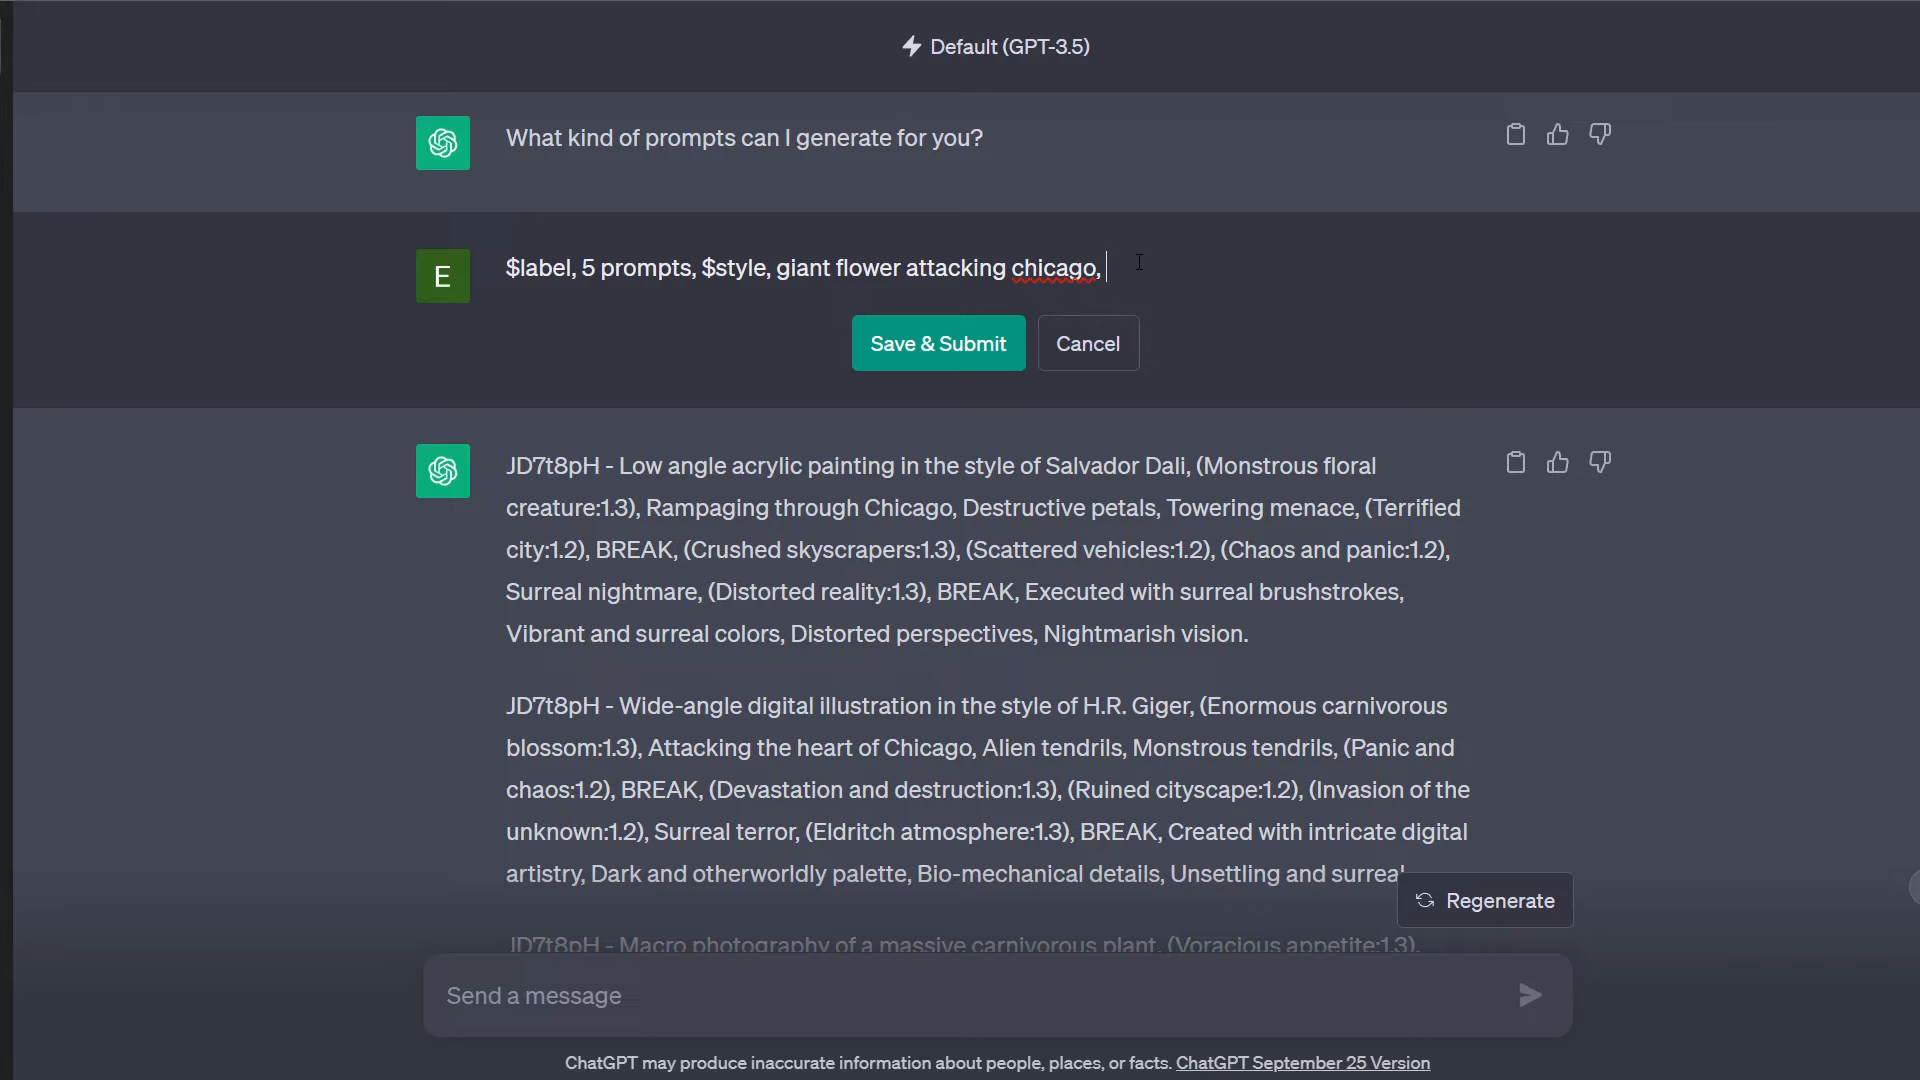 Default (GPT-3.5)
What kind of prompts can I generate for you?
E
$label, 5 prompts, $style, giant flower attacking chicago,
Save & Submit
Cancel
JD7t8pH - Low angle acrylic painting in the style of Salvador Dali, (Monstrous floral
creature:1.3), Rampaging through Chicago, Destructive petals, Towering menace, (Terrified
city:1.2), BREAK, (Crushed skyscrapers:1.3), (Scattered vehicles:1.2), (Chaos and panic:1.2),
Surreal nightmare, (Distorted reality:1.3), BREAK, Executed with surreal brushstrokes,
Vibrant and surreal colors, Distorted perspectives, Nightmarish vision.
JD7t8pH - Wide-angle digital illustration in the style of H.R. Giger, (Enormous carnivorous
blossom:1.3), Attacking the heart of Chicago, Alien tendrils, Monstrous tendrils, (Panic and
chaos:1.2), BREAK, (Devastation and destruction:1.3), (Ruined cityscape:1.2), (Invasion of the
unknown:1.2), Surreal terror, (Eldritch atmosphere:1.3), BREAK, Created with intricate digital
artistry, Dark and otherworldly palette, Bio-mechanical details, Unsettling and surreal
Regenerate
JD7t8pH - Macro photography of a massive carnivorous plant, (Voracious appetite:1.3),
Send a message
ChatGPT may produce inaccurate information about people, places, or facts. ChatGPT September 25 Version